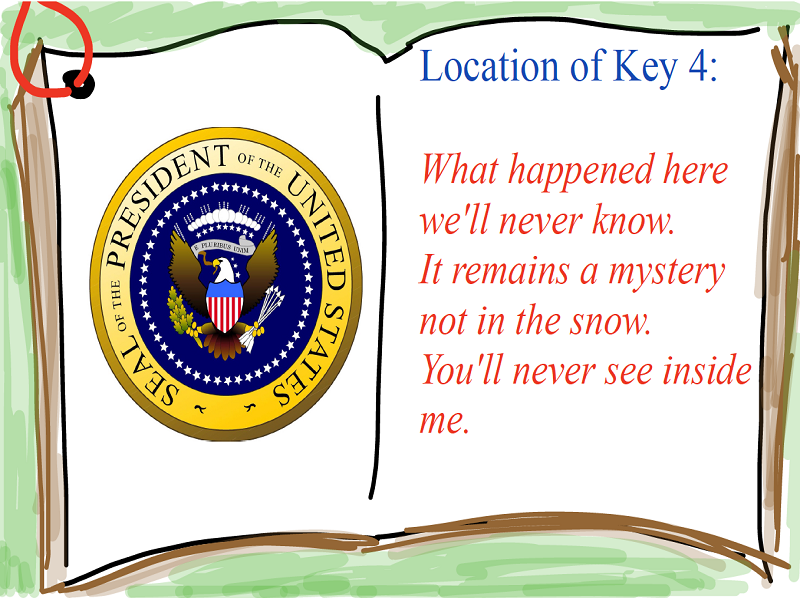 SEAL OF THE PRESIDENT OF THE UNITED STATES
E PLURIBUS UNUM
Location of Key 4:
What happened here
we'll never know.
It remains a mystery
not in the snow.
You'll never see inside
me.